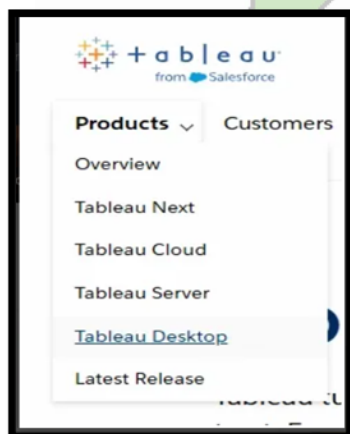 + a b | e a u
from Salesforce
Products Customers
Overview
Tableau Next
Tableau Cloud
Tableau Server
Tableau Desktop
Latest Release